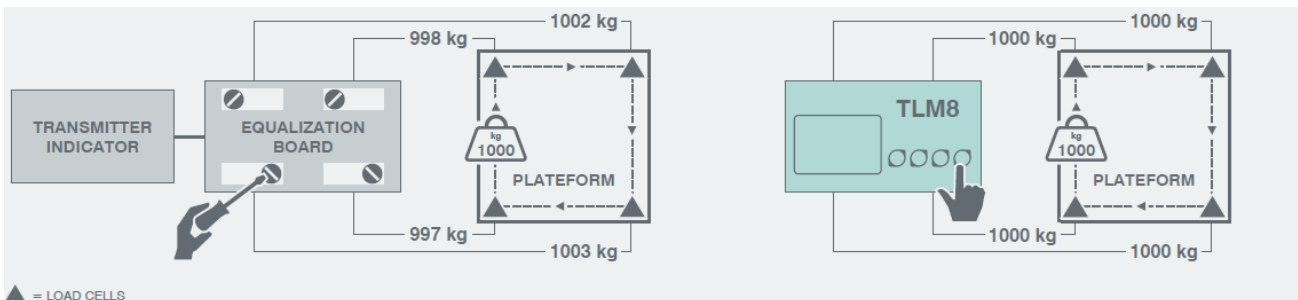 1002 kg
998 kg
TRANSMITTER
INDICATOR
EQUALIZATION
BOARD
kg
1000
PLATEFORM
997 kg
1003 kg
1000 kg
1000 kg
TLM8
kg
1000
PLATEFORM
1000 kg
1000 kg
= LOAD CELLS